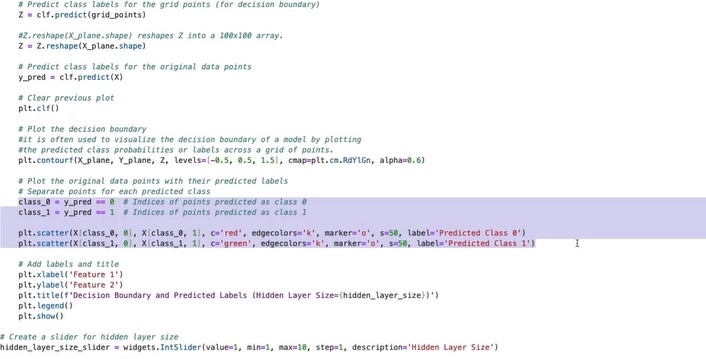 # Predict class labels for the grid points (for decision boundary)
Z = clf.predict(grid_points)
#Z.reshape(X_plane.shape) reshapes Z into a 100x100 array.
Z = Z.reshape(X_plane.shape)
# Predict class labels for the original data points
y_pred = clf.predict(X)
# Clear previous plot
plt.clf()
# Plot the decision boundary
#it is often used to visualize the decision boundary of a model by plotting
#the predicted class probabilities or labels across a grid of points.
plt.contourf(X_plane, Y_plane, Z, levels=[-0.5, 0.5, 1.5], cmap=plt.cm.RdYlGn, alpha=0.6)
# Plot the original data points with their predicted labels
# Separate points for each predicted class
class_0 = y_pred == 0 # Indices of points predicted as class 0
class_1 = y_pred == 1 # Indices of points predicted as class 1
plt.scatter(X[class_0, 0], X[class_0, 1], c='red', edgecolors='k', marker='o', s=50, label='Predicted Class 0')
plt.scatter(X[class_1, 0], X[class_1, 1], c='green', edgecolors='k', marker='o', s=50, label='Predicted Class 1')
# Add labels and title
plt.xlabel('Feature 1')
plt.ylabel('Feature 2')
plt.title(f'Decision Boundary and Predicted Labels (Hidden Layer Size={hidden_layer_size})')
plt.legend()
plt.show()
# Create a slider for hidden layer size
hidden_layer_size_slider = widgets.IntSlider(value=1, min=1, max=10, step=1, description='Hidden Layer Size')